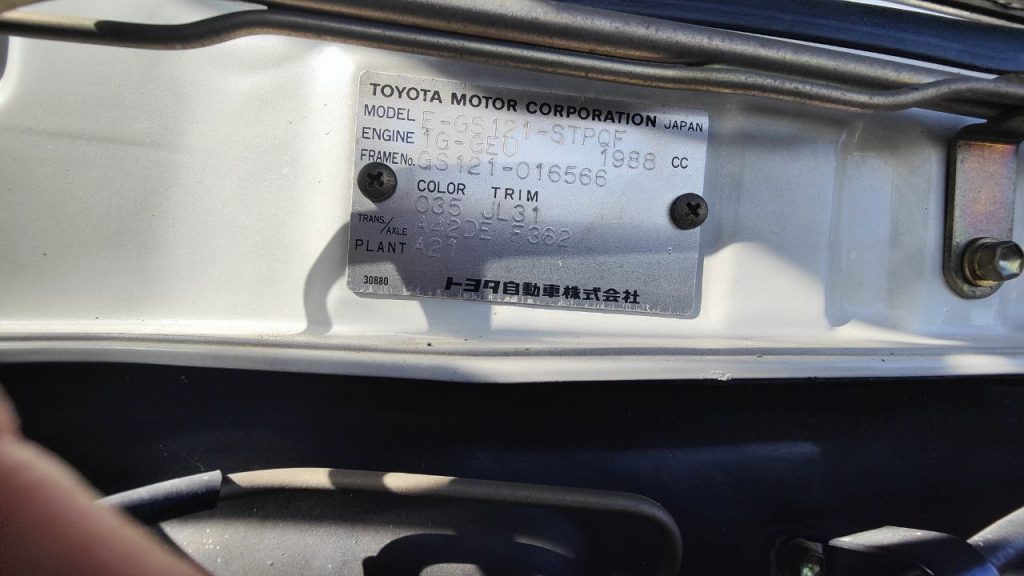 TOYOTA MOTOR CORPORATION JAPAN
MODEL E-GS121-STPQF
ENGINE 1G-GEU 1988 CC
FRAME No. GS121-016566
COLOR TRIM
035 JL31
TRANS./AXLE A42DE F362
PLANT A21
30880 トヨタ自動車株式会社